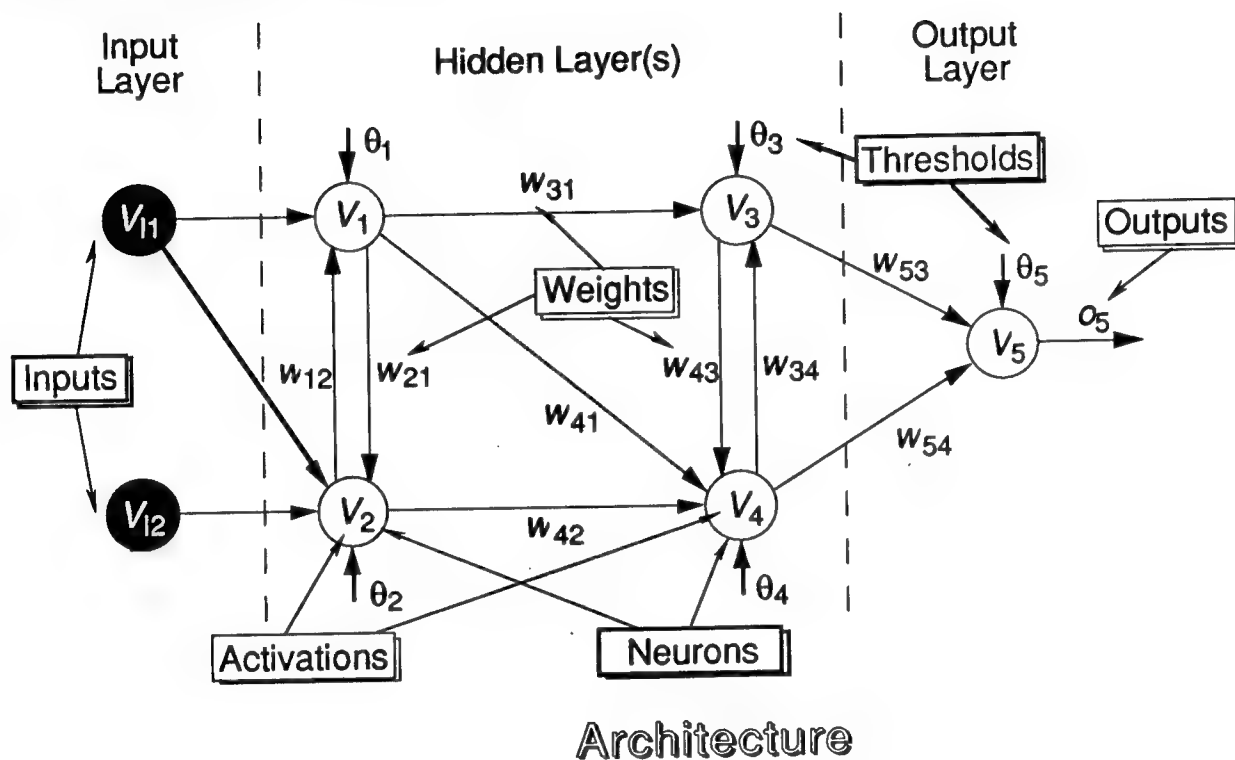 Input
Layer
Hidden Layer(s)
Output
Layer
θ1
θ3
Thresholds
w31
VI1
V1
V3
Outputs
w53
θ5
Weights
o5
V5
Inputs
w12
w21
w43
w34
w41
w54
VI2
V2
w42
V4
θ2
θ4
Activations
Neurons
Architecture